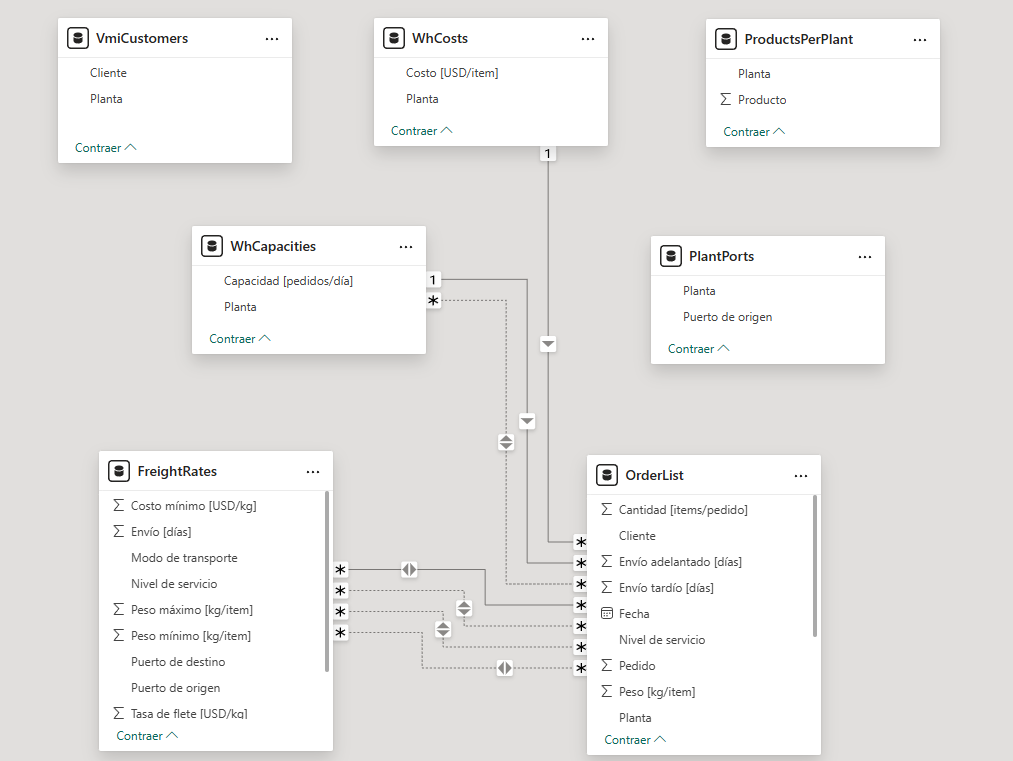 VmiCustomers
Cliente
Planta
Contraer
WhCosts
Costo [USD/item]
Planta
Contraer
ProductsPerPlant
Planta
Producto
Contraer
1
WhCapacities
Capacidad [pedidos/día]
Planta
Contraer
1
*
PlantPorts
Planta
Puerto de origen
Contraer
FreightRates
Costo mínimo [USD/kg]
Envío [días]
Modo de transporte
Nivel de servicio
Peso máximo [kg/item]
Peso mínimo [kg/item]
Puerto de destino
Puerto de origen
Tasa de flete [USD/kg]
Contraer
*
*
*
*
*
*
*
*
*
*
*
OrderList
Cantidad [items/pedido]
Cliente
Envío adelantado [días]
Envío tardío [días]
Fecha
Nivel de servicio
Pedido
Peso [kg/item]
Planta
Contraer